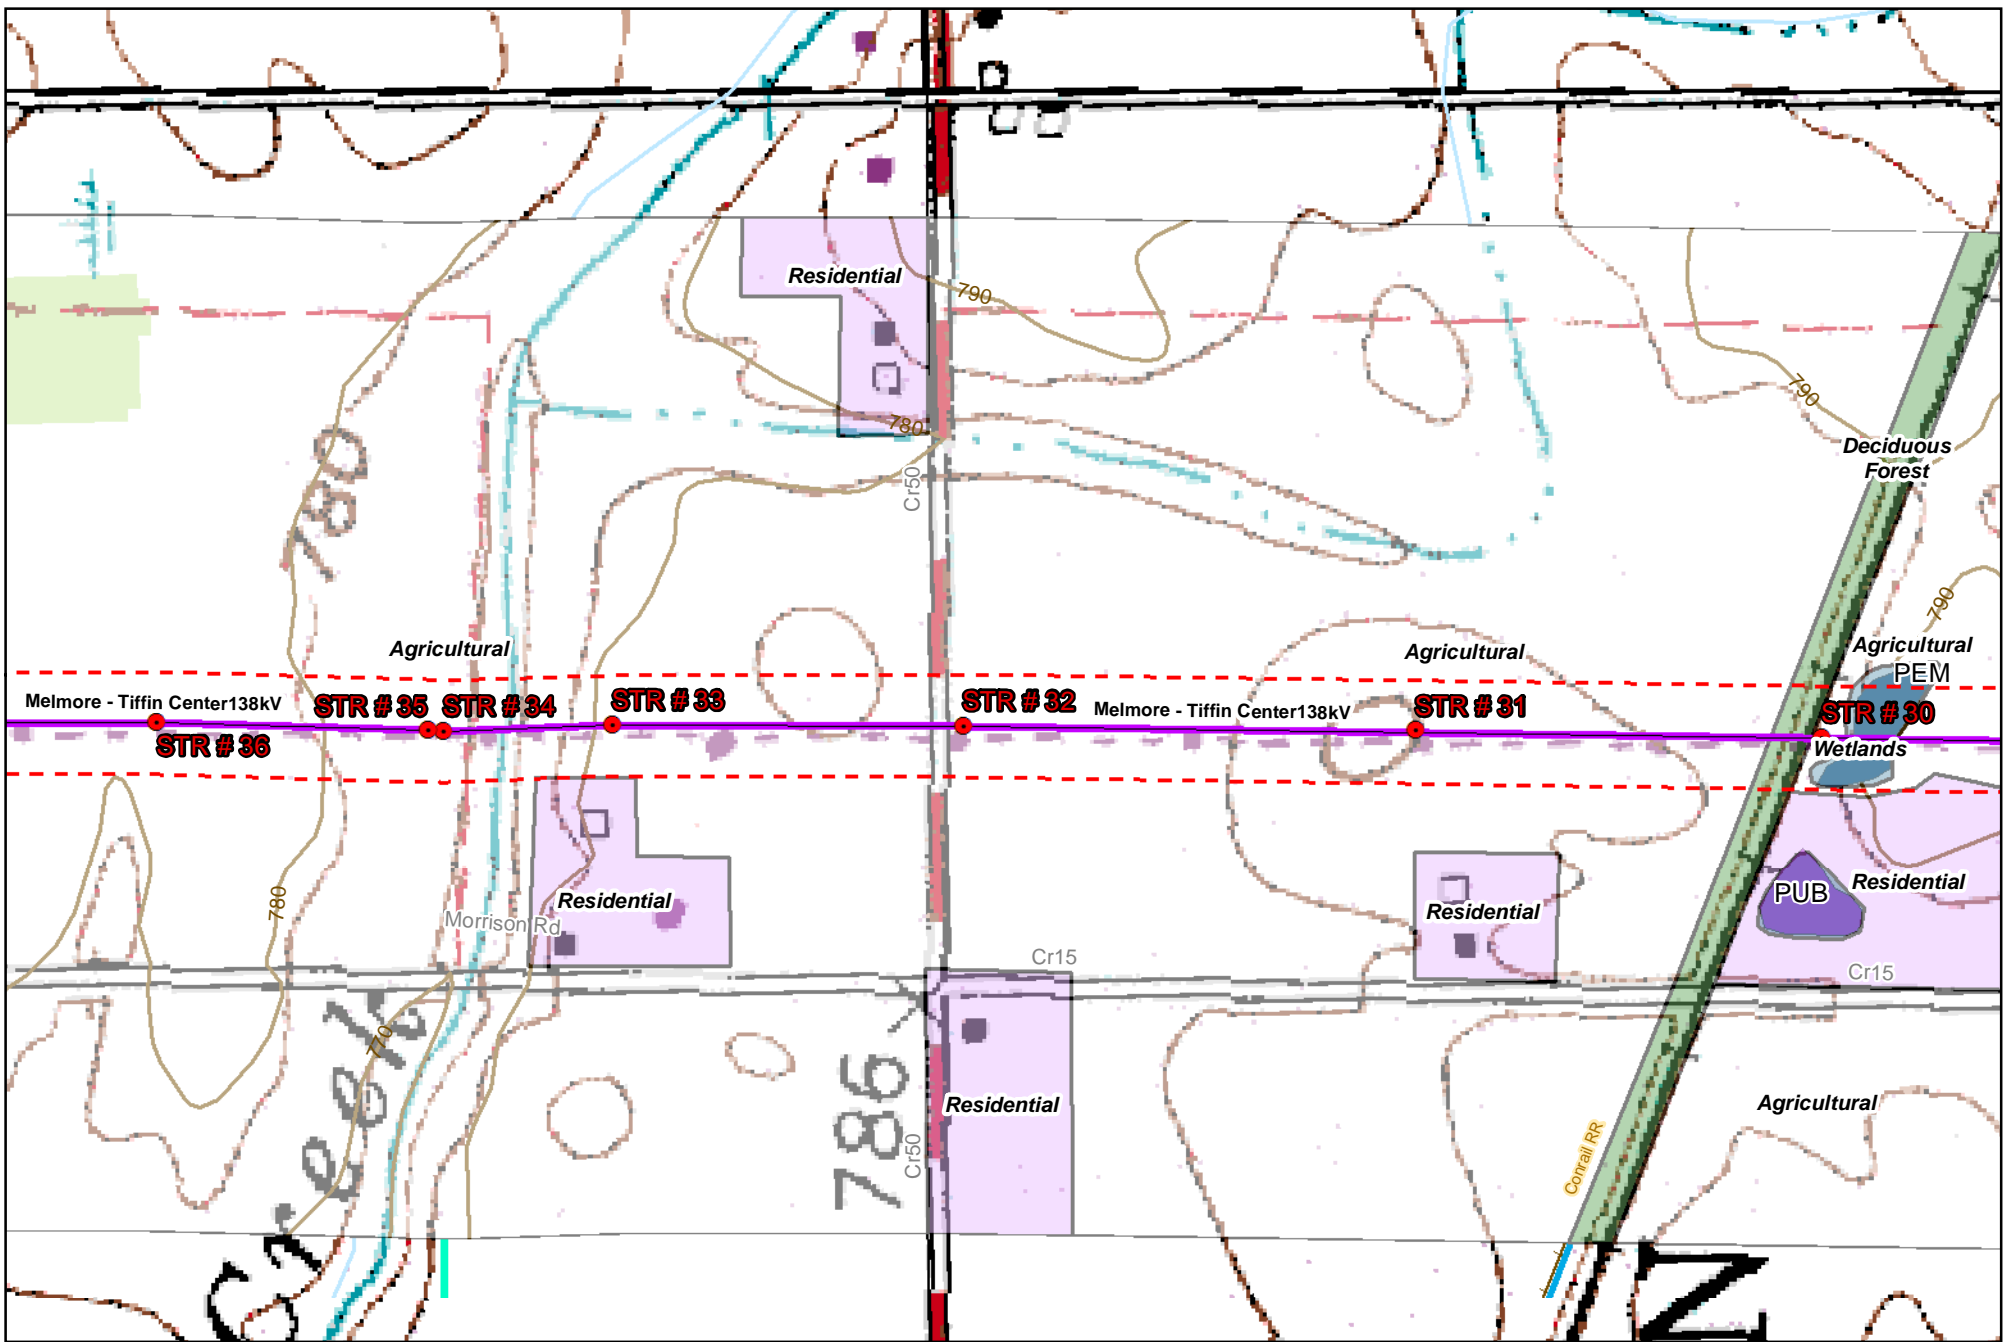 Residential
790
790
780
Deciduous
Forest
780
Cr50
790
Agricultural
Agricultural
Agricultural
PEM
Melmore - Tiffin Center138kV
STR # 35
STR # 34
STR # 33
STR # 32
Melmore - Tiffin Center138kV
STR # 31
STR # 30
STR # 36
Wetlands
780
Residential
Morrison Rd
Residential
PUB
Residential
Cr15
Cr15
770
Creek
786
Residential
Agricultural
Cr50
Conrail RR
N